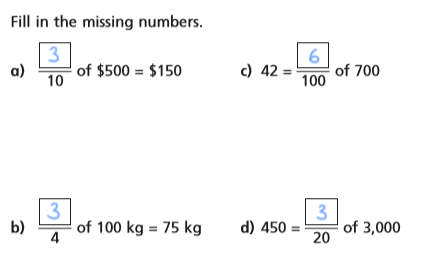 Fill in the missing numbers.
a) 3/10 of $500 = $150
c) 42 = 6/100 of 700
b) 3/4 of 100 kg = 75 kg
d) 450 = 3/20 of 3,000